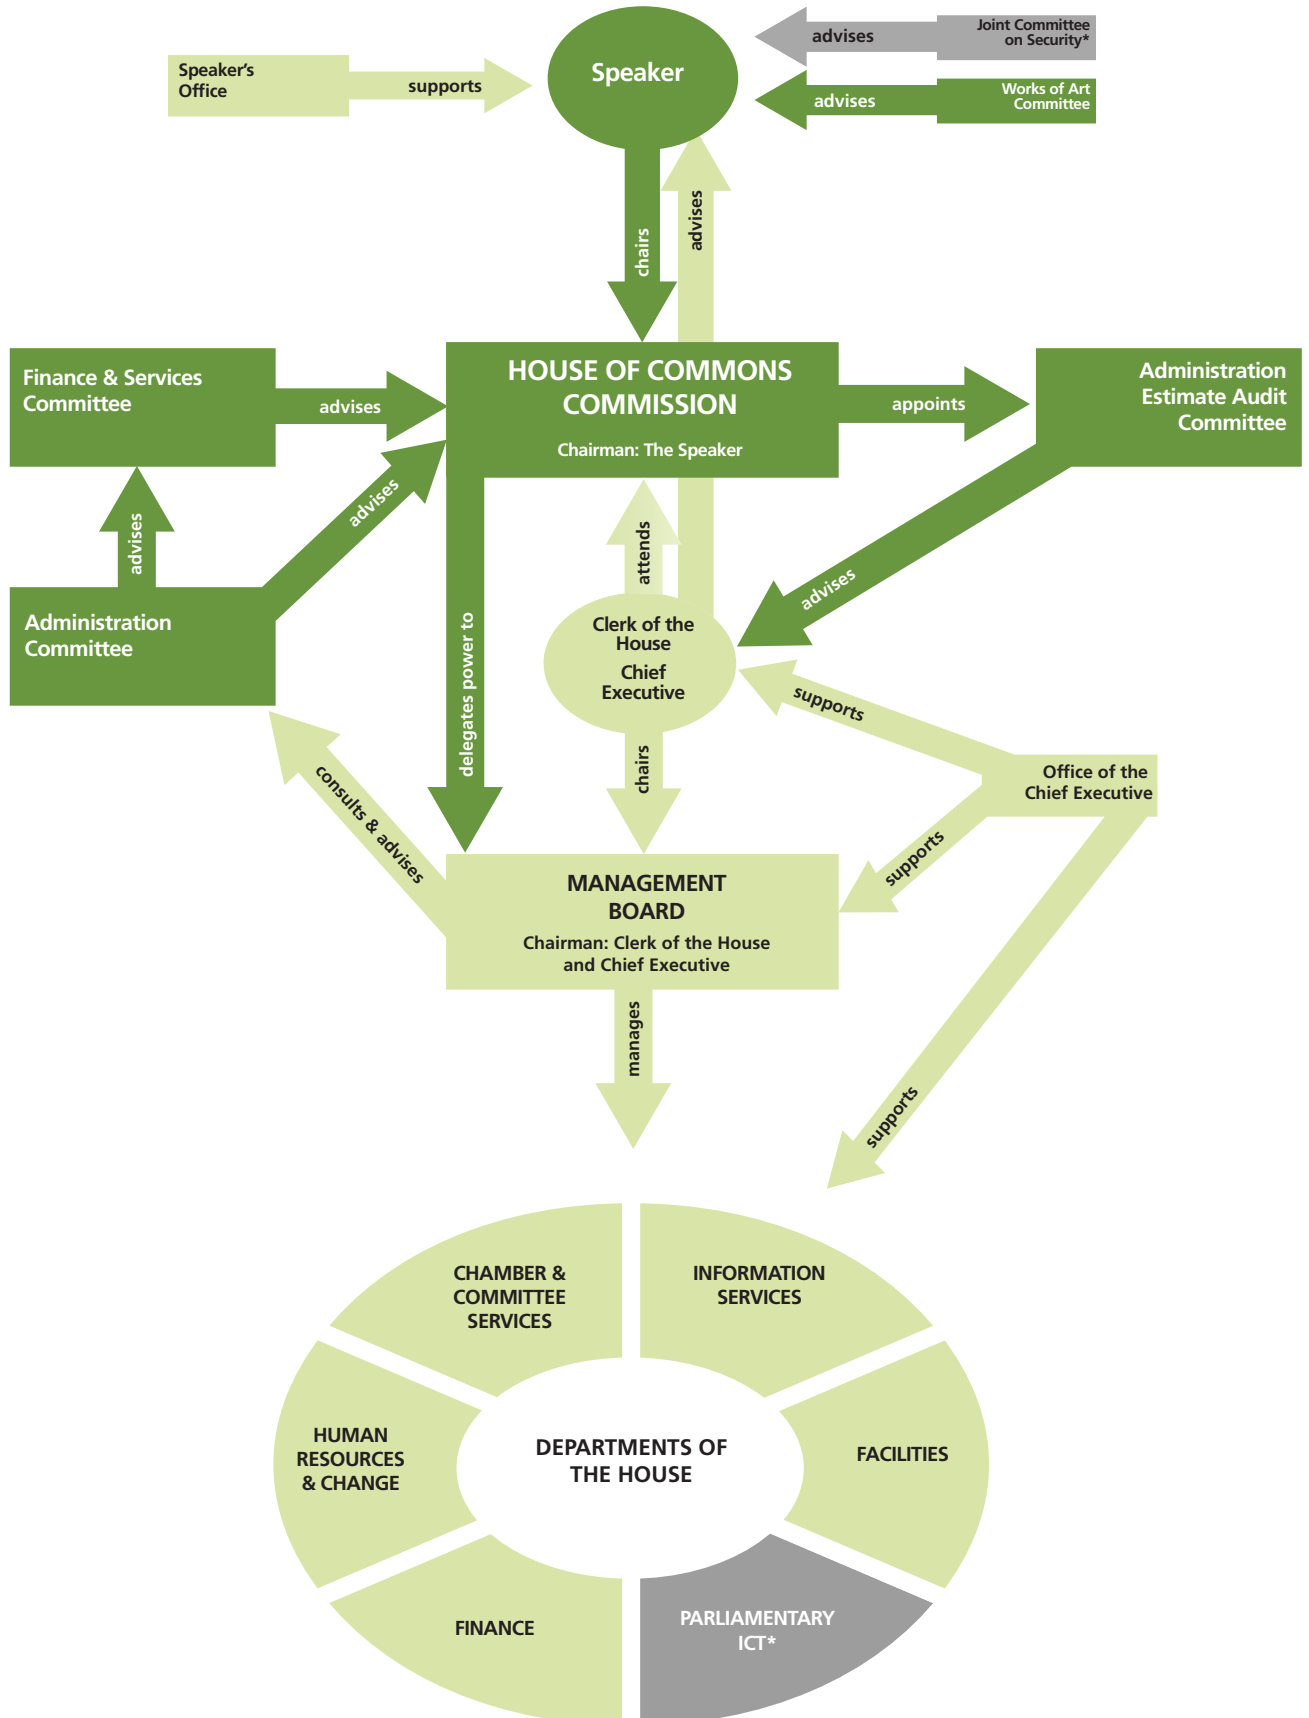 Speaker's
Office
supports
Speaker
advises
Joint Committee
on Security*
advises
Works of Art
Committee
chairs
advises
Finance & Services
Committee
advises
HOUSE OF COMMONS
COMMISSION
Chairman: The Speaker
appoints
Administration
Estimate Audit
Committee
advises
advises
attends
advises
Administration
Committee
delegates power to
Clerk of the
House
Chief
Executive
supports
Office of the
Chief Executive
consults & advises
chairs
supports
MANAGEMENT
BOARD
Chairman: Clerk of the House
and Chief Executive
manages
supports
CHAMBER &
COMMITTEE
SERVICES
INFORMATION
SERVICES
HUMAN
RESOURCES
& CHANGE
DEPARTMENTS OF
THE HOUSE
FACILITIES
FINANCE
PARLIAMENTARY
ICT*